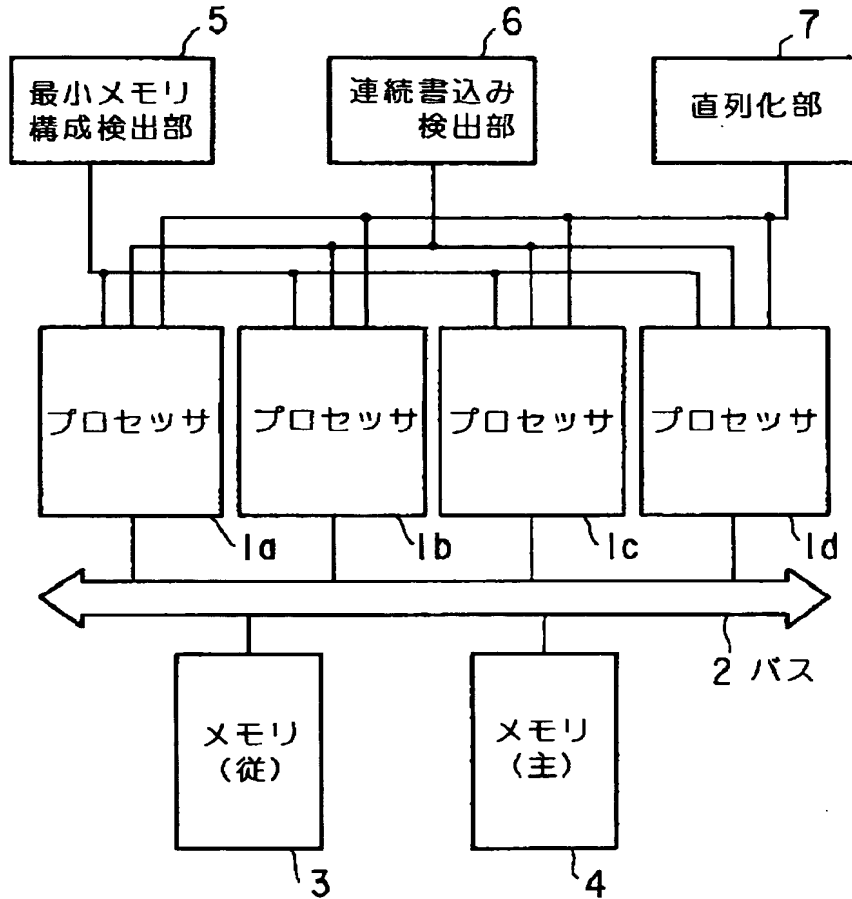 5
6
7
最小メモリ
構成検出部
連続書込み
検出部
直列化部
プロセッサ
プロセッサ
プロセッサ
プロセッサ
1a
1b
1c
1d
2 バス
メモリ
(従)
メモリ
(主)
3
4